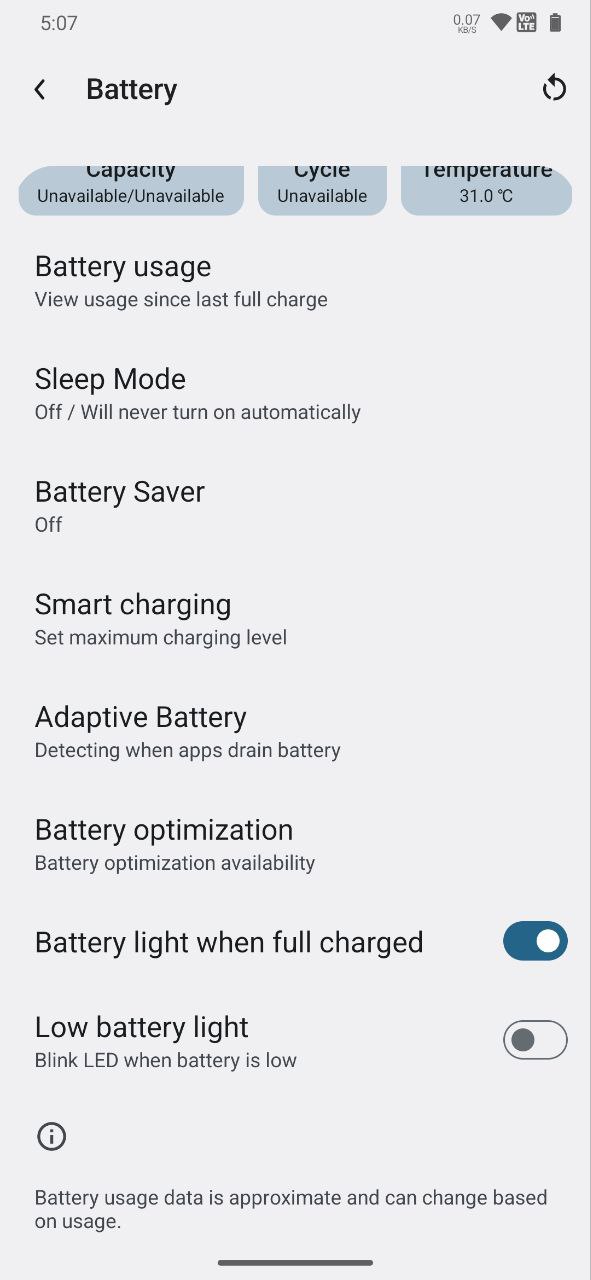 5:07
0.07
KB/S
Vo
LTE
Battery
Capacity
Unavailable/Unavailable
Cycle
Unavailable
Temperature
31.0 ℃
Battery usage
View usage since last full charge
Sleep Mode
Off / Will never turn on automatically
Battery Saver
Off
Smart charging
Set maximum charging level
Adaptive Battery
Detecting when apps drain battery
Battery optimization
Battery optimization availability
Battery light when full charged
Low battery light
Blink LED when battery is low
Battery usage data is approximate and can change based
on usage.